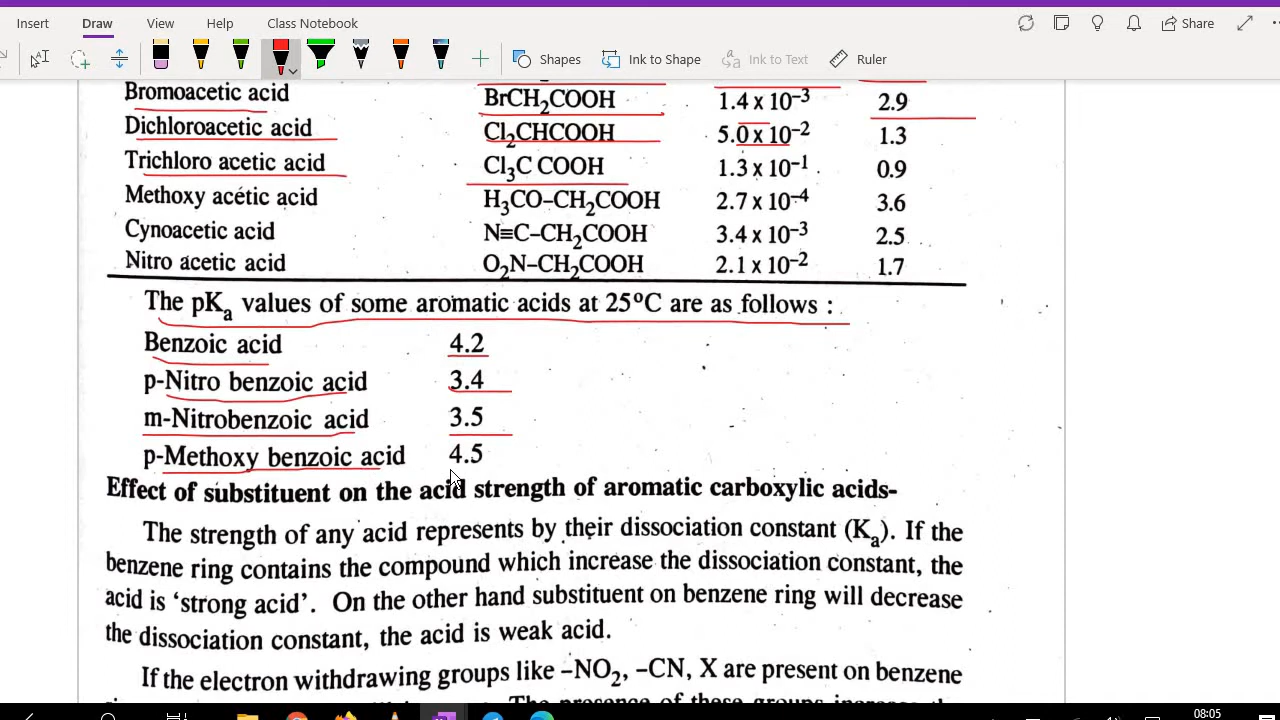 Insert Draw View Help Class Notebook Share
Shapes Ink to Shape Ink to Text Ruler
Bromoacetic acid BrCH₂COOH 1.4 x 10⁻³ 2.9
Dichloroacetic acid Cl₂CHCOOH 5.0 x 10⁻² 1.3
Trichloro acetic acid Cl₃C COOH 1.3 x 10⁻¹ 0.9
Methoxy acetic acid H₃CO–CH₂COOH 2.7 x 10⁻⁴ 3.6
Cynoacetic acid N≡C–CH₂COOH 3.4 x 10⁻³ 2.5
Nitro acetic acid O₂N–CH₂COOH 2.1 x 10⁻² 1.7
The pKₐ values of some aromatic acids at 25°C are as follows :
Benzoic acid 4.2
p-Nitro benzoic acid 3.4
m-Nitrobenzoic acid 3.5
p-Methoxy benzoic acid 4.5
Effect of substituent on the acid strength of aromatic carboxylic acids-
The strength of any acid represents by their dissociation constant (Kₐ). If the
benzene ring contains the compound which increase the dissociation constant, the
acid is ‘strong acid’. On the other hand substituent on benzene ring will decrease
the dissociation constant, the acid is weak acid.
If the electron withdrawing groups like –NO₂, –CN, X are present on benzene
08:05